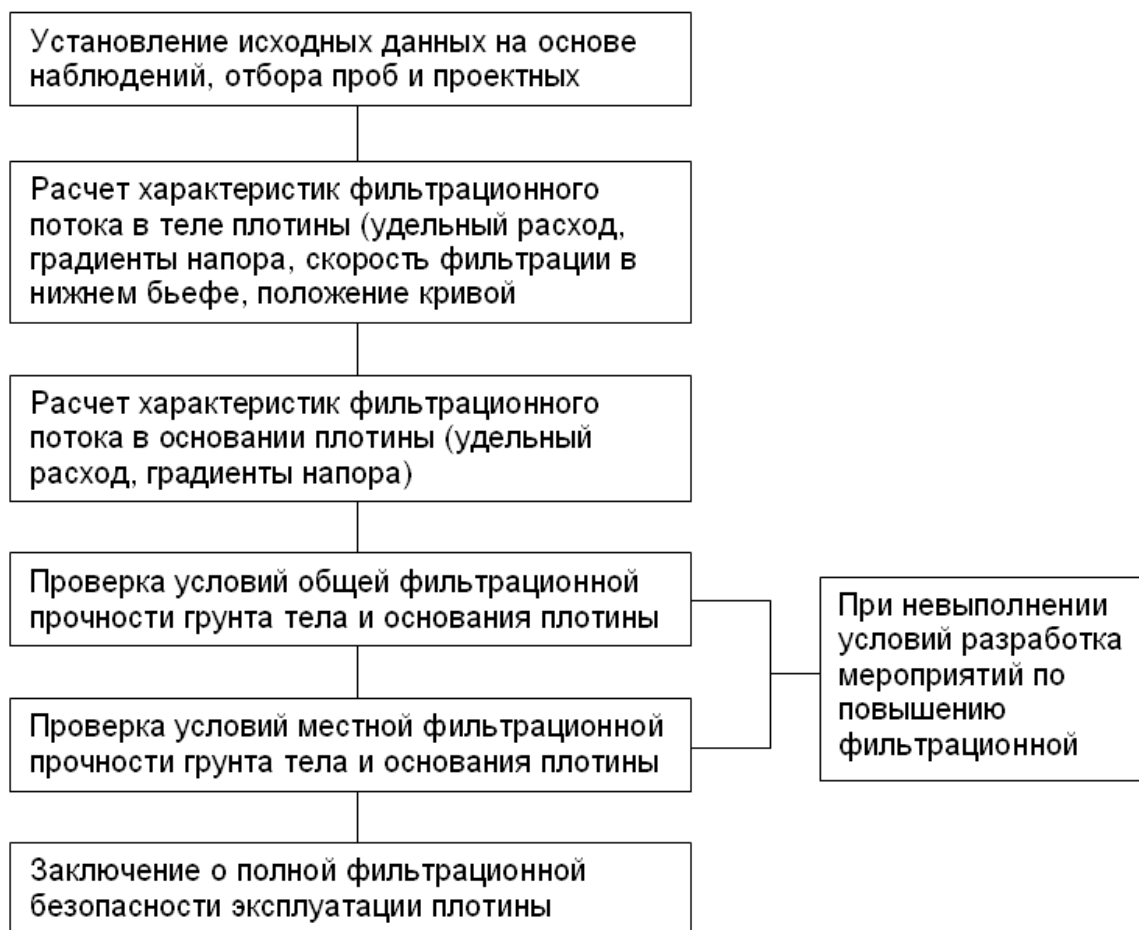 Установление исходных данных на основе
наблюдений, отбора проб и проектных
Расчет характеристик фильтрационного
потока в теле плотины (удельный расход,
градиенты напора, скорость фильтрации в
нижнем бьефе, положение кривой
Расчет характеристик фильтрационного
потока в основании плотины (удельный
расход, градиенты напора)
Проверка условий общей фильтрационной
прочности грунта тела и основания плотины
При невыполнении
условий разработка
мероприятий по
повышению
фильтрационной
Проверка условий местной фильтрационной
прочности грунта тела и основания плотины
Заключение о полной фильтрационной
безопасности эксплуатации плотины